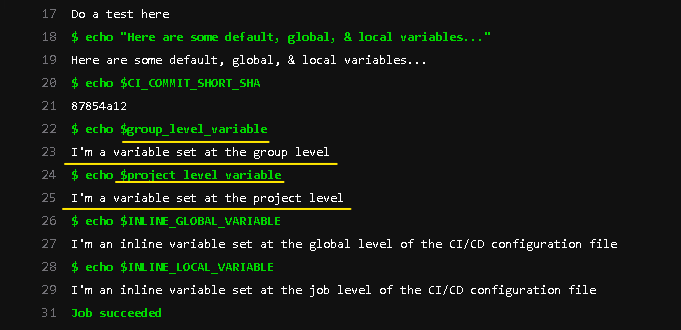 17 Do a test here
18 $ echo "Here are some default, global, & local variables..."
19 Here are some default, global, & local variables...
20 $ echo $CI_COMMIT_SHORT_SHA
21 87854a12
22 $ echo $group_level_variable
23 I'm a variable set at the group level
24 $ echo $project_level_variable
25 I'm a variable set at the project level
26 $ echo $INLINE_GLOBAL_VARIABLE
27 I'm an inline variable set at the global level of the CI/CD configuration file
28 $ echo $INLINE_LOCAL_VARIABLE
29 I'm an inline variable set at the job level of the CI/CD configuration file
31 Job succeeded